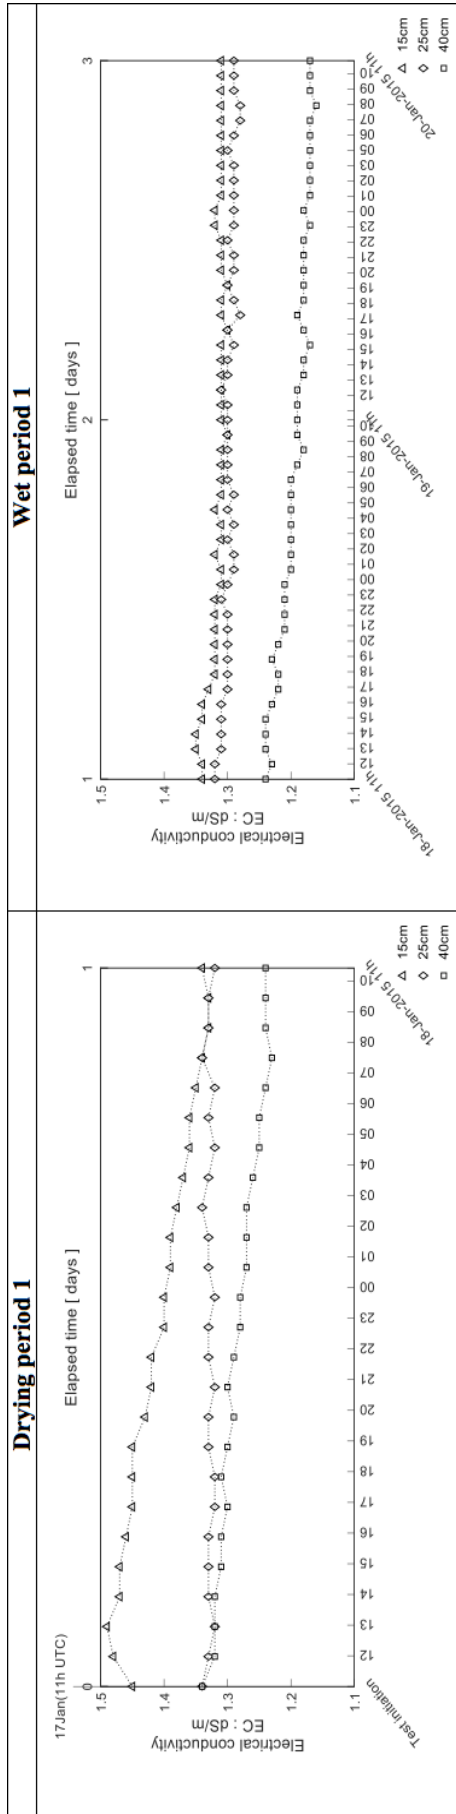 Drying period 1
17Jan(11h UTC)
Elapsed time [ days ]
0 1
Electrical conductivity
EC : dS/m
1.5
1.4
1.3
1.2
1.1
Test initiation 12 13 14 15 16 17 18 19 20 21 22 23 00 01 02 03 04 05 06 07 08 09 10 18-Jan-2015 11h
15cm
25cm
40cm
Wet period 1
Elapsed time [ days ]
1 2 3
Electrical conductivity
EC : dS/m
1.5
1.4
1.3
1.2
1.1
18-Jan-2015 11h 12 13 14 15 16 17 18 19 20 21 22 23 00 01 02 03 04 05 06 07 08 09 10 19-Jan-2015 11h 12 13 14 15 16 17 18 19 20 21 22 23 00 01 02 03 05 06 07 08 09 10 20-Jan-2015 11h
15cm
25cm
40cm